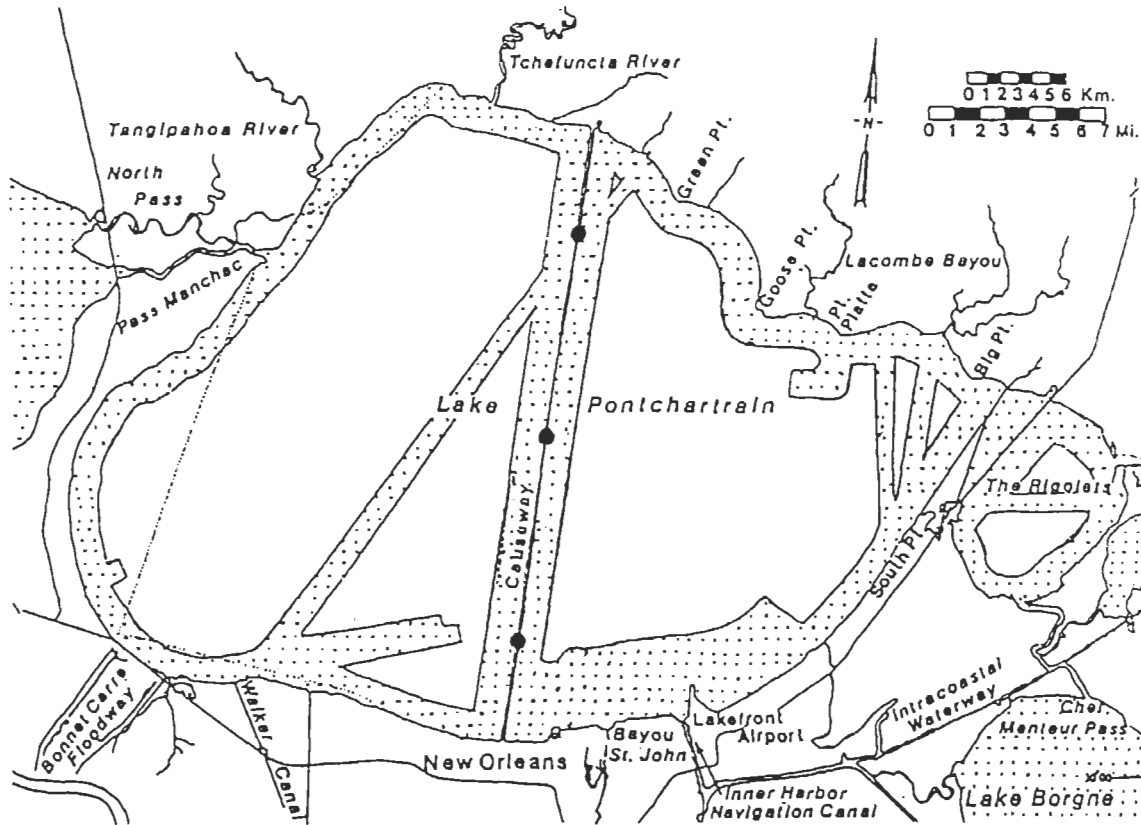 Tchefuncta River
0 1 2 3 4 5 6 Km.
0 1 2 3 4 5 6 7 Mi.
-N-
Tangipahoa River
North
Pass
Green Pt.
Pass Manchac
Goose Pt.
Lacombe Bayou
Pt.
Platte
Big Pt.
Lake Pontchartrain
The Rigolets
Causuway
South Pt.
Bonnet Carre
Floodway
Walker
Canal
New Orleans
Bayou
St. John
Lakefront
Airport
Intracoastal
Waterway
Chef
Menteur Pass
Inner Harbor
Navigation Canal
Lake Borgne